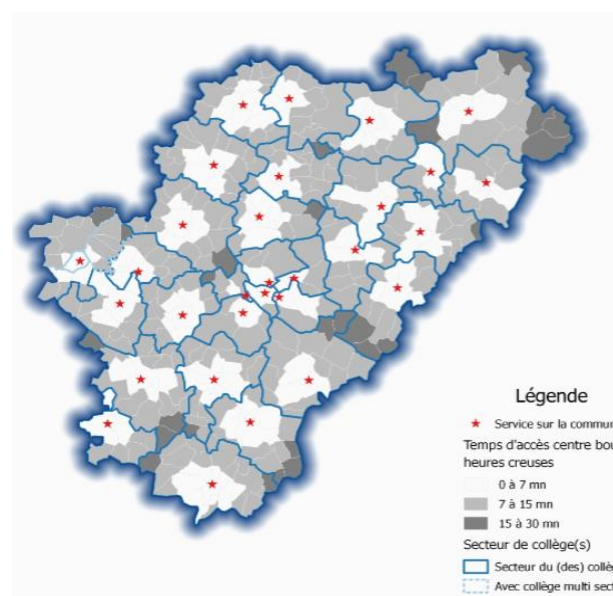 Légende
Service sur la commun
Temps d'accès centre bou
heures creuses
0 à 7 mn
7 à 15 mn
15 à 30 mn
Secteur de collège(s)
Secteur du (des) collèg
Avec collège multi sect